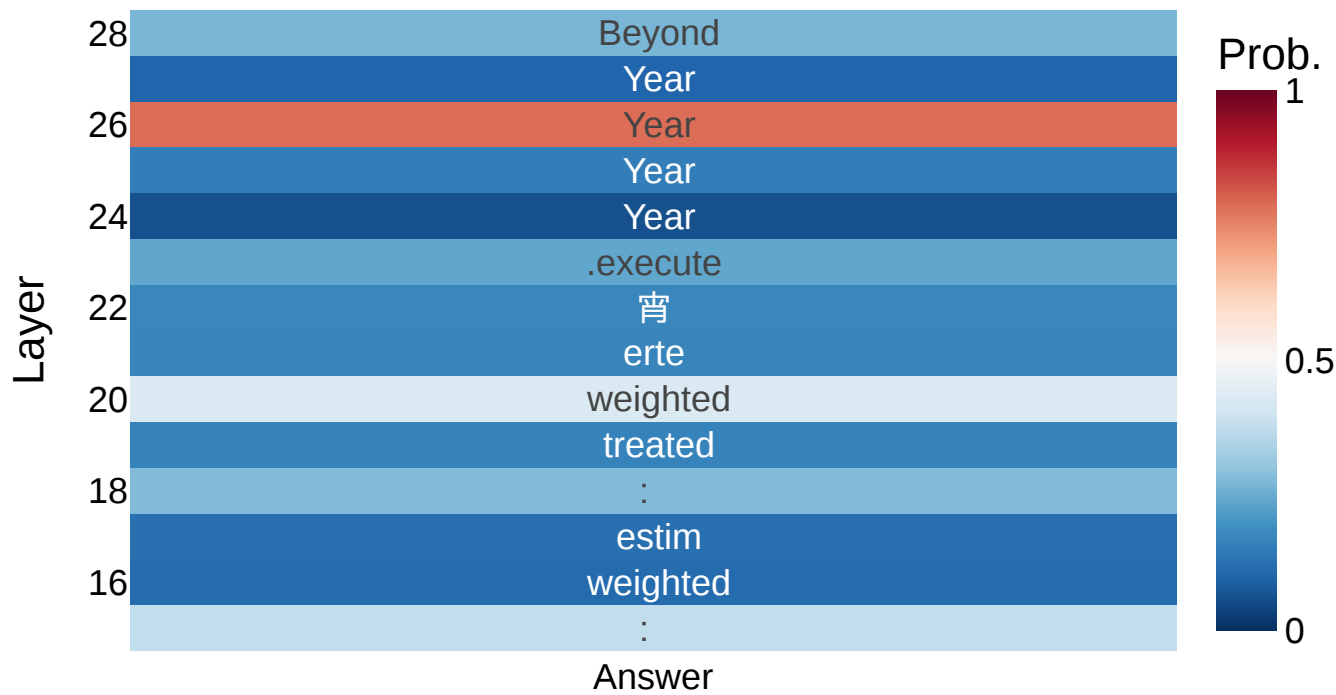 28 Beyond
Year
26 Year
Year
24 Year
.execute
22 宵
erte
20 weighted
treated
18 :
estim
16 weighted
:
Layer
Answer
Prob.
1
0.5
0